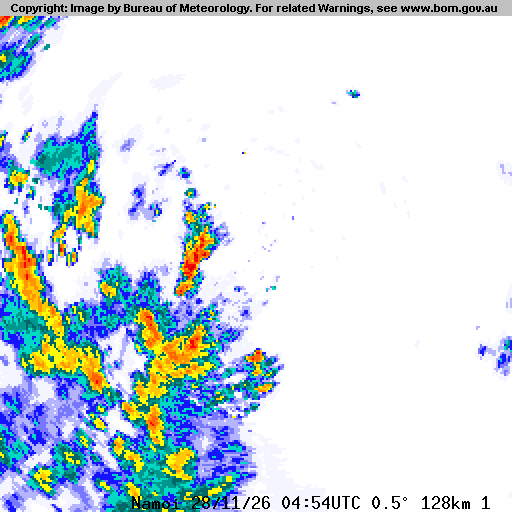 Copyright: Image by Bureau of Meteorology. For related Warnings, see www.bom.gov.au
Namoi 28/11/26 04:54UTC 0.5° 128km 1